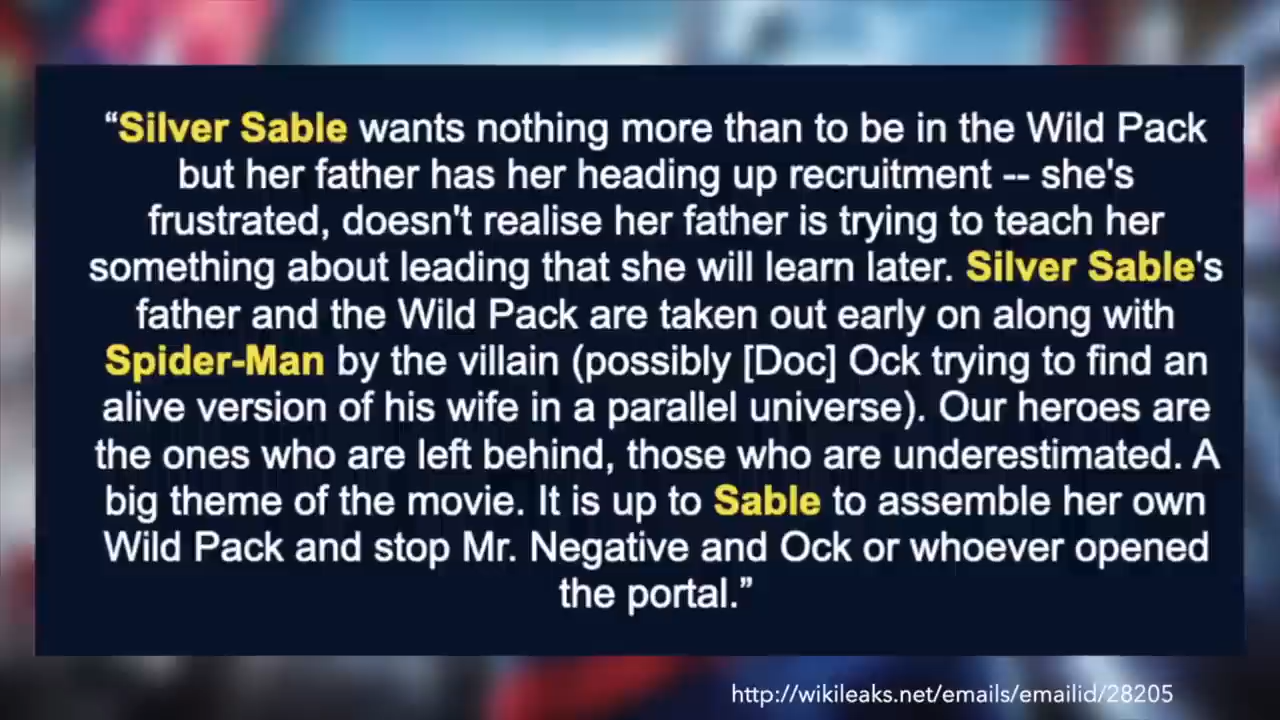 “Silver Sable wants nothing more than to be in the Wild Pack
but her father has her heading up recruitment -- she's
frustrated, doesn't realise her father is trying to teach her
something about leading that she will learn later. Silver Sable's
father and the Wild Pack are taken out early on along with
Spider-Man by the villain (possibly [Doc] Ock trying to find an
alive version of his wife in a parallel universe). Our heroes are
the ones who are left behind, those who are underestimated. A
big theme of the movie. It is up to Sable to assemble her own
Wild Pack and stop Mr. Negative and Ock or whoever opened
the portal.”
http://wikileaks.net/emails/emailid/28205